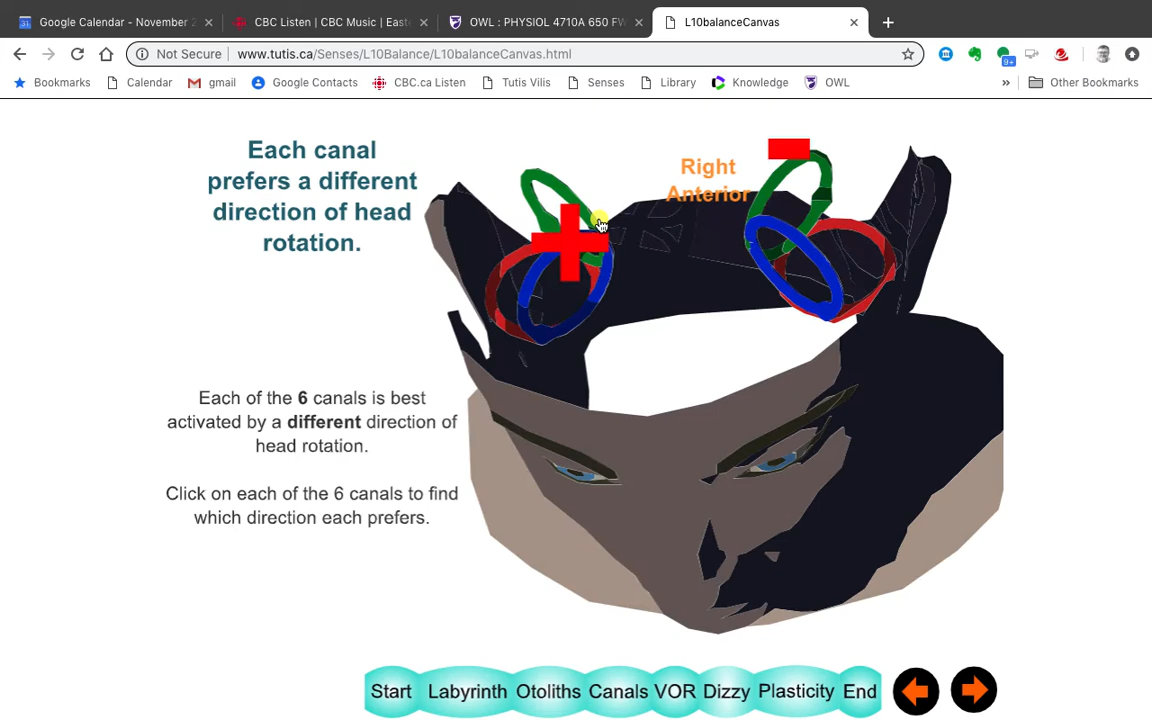 Google Calendar - November 2
CBC Listen | CBC Music | Easte
OWL : PHYSIOL 4710A 650 FW
L10balanceCanvas
Not Secure
www.tutis.ca/Senses/L10Balance/L10balanceCanvas.html
9+
Bookmarks
Calendar
gmail
Google Contacts
CBC.ca Listen
Tutis Vilis
Senses
Library
Knowledge
OWL
»
Other Bookmarks
Each canal
prefers a different
direction of head
rotation.
Right
Anterior
Each of the 6 canals is best
activated by a different direction of
head rotation.
Click on each of the 6 canals to find
which direction each prefers.
Start
Labyrinth
Otoliths
Canals
VOR
Dizzy
Plasticity
End